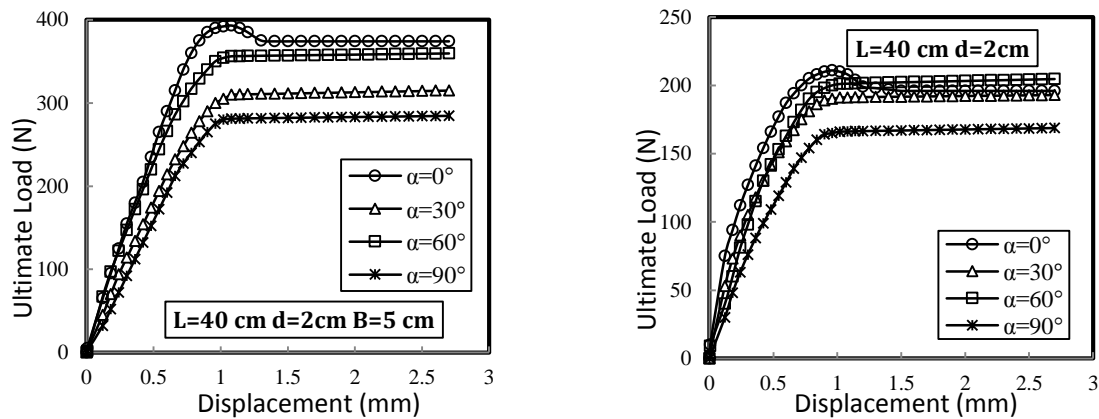 400
300
200
100
0
0
0.5
1
1.5
2
2.5
3
Ultimate Load (N)
Displacement (mm)
α=0°
α=30°
α=60°
α=90°
L=40 cm d=2cm B=5 cm
250
200
150
100
50
0
0
0.5
1
1.5
2
2.5
3
Ultimate Load (N)
Displacement (mm)
L=40 cm d=2cm
α=0°
α=30°
α=60°
α=90°